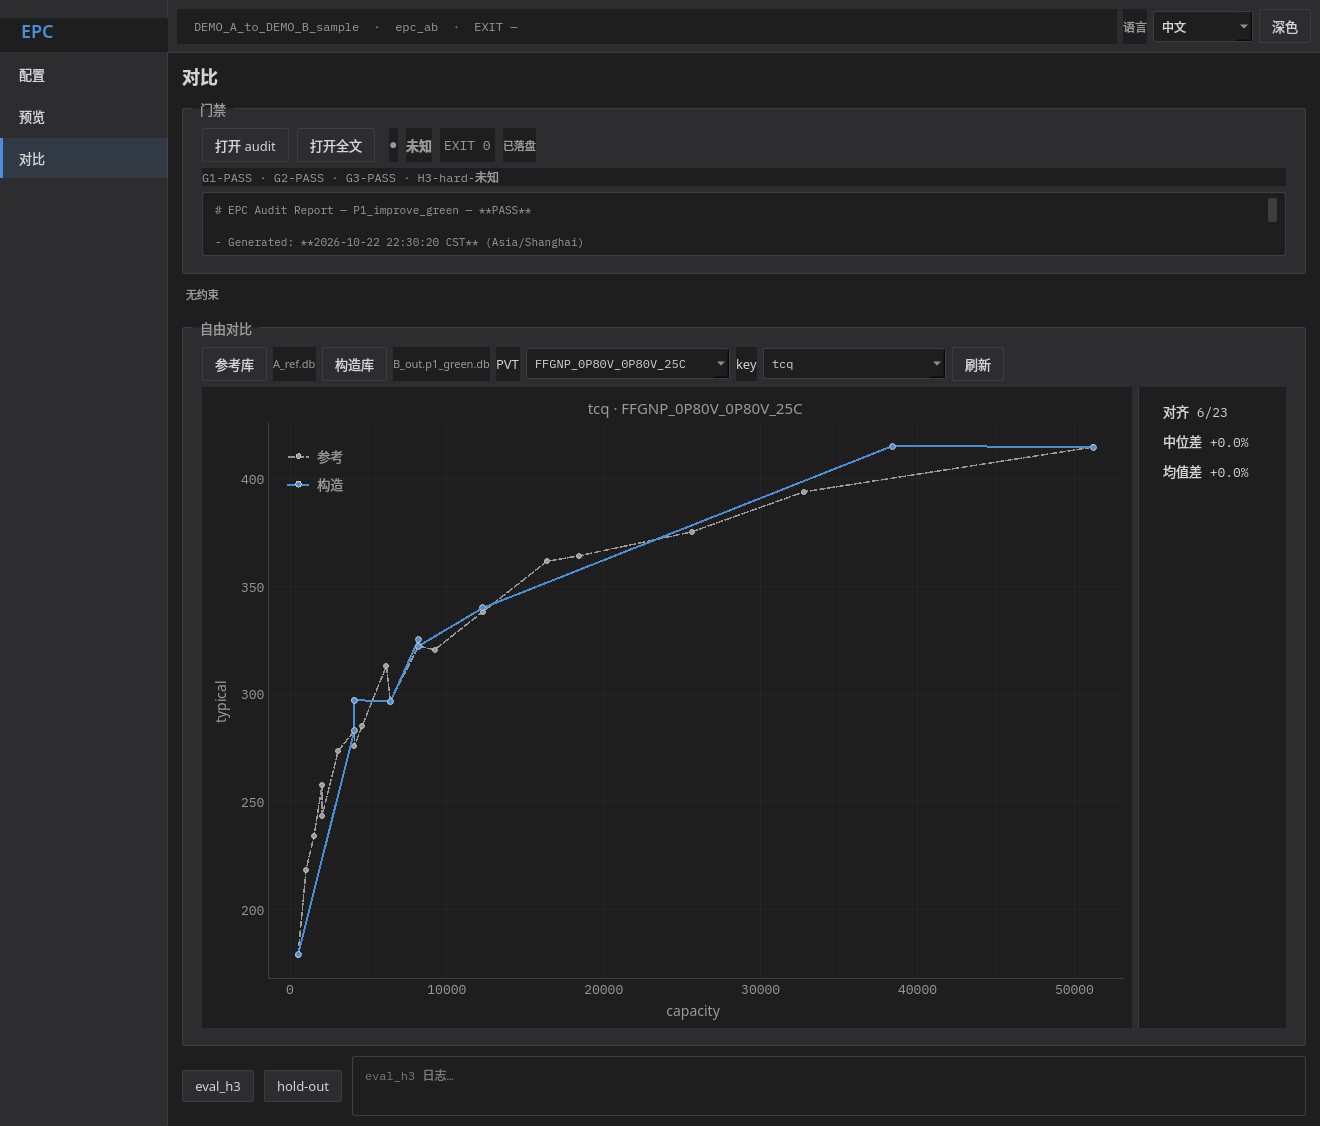 EPC
DEMO_A_to_DEMO_B_sample · epc_ab · EXIT —
语言
中文
深色
配置
预览
对比
对比
门禁
打开 audit
打开全文
● 未知
EXIT 0
已落盘
G1-PASS · G2-PASS · G3-PASS · H3-hard-未知
# EPC Audit Report — P1_improve_green — **PASS**
- Generated: **2026-10-22 22:30:20 CST** (Asia/Shanghai)
无约束
自由对比
参考库
A_ref.db
构造库
B_out.p1_green.db
PVT
FFGNP_0P80V_0P80V_25C
key
tcq
刷新
tcq · FFGNP_0P80V_0P80V_25C
参考
构造
400
350
300
250
200
typical
0
10000
20000
30000
40000
50000
capacity
对齐 6/23
中位差 +0.0%
均值差 +0.0%
eval_h3
hold-out
eval_h3 日志…